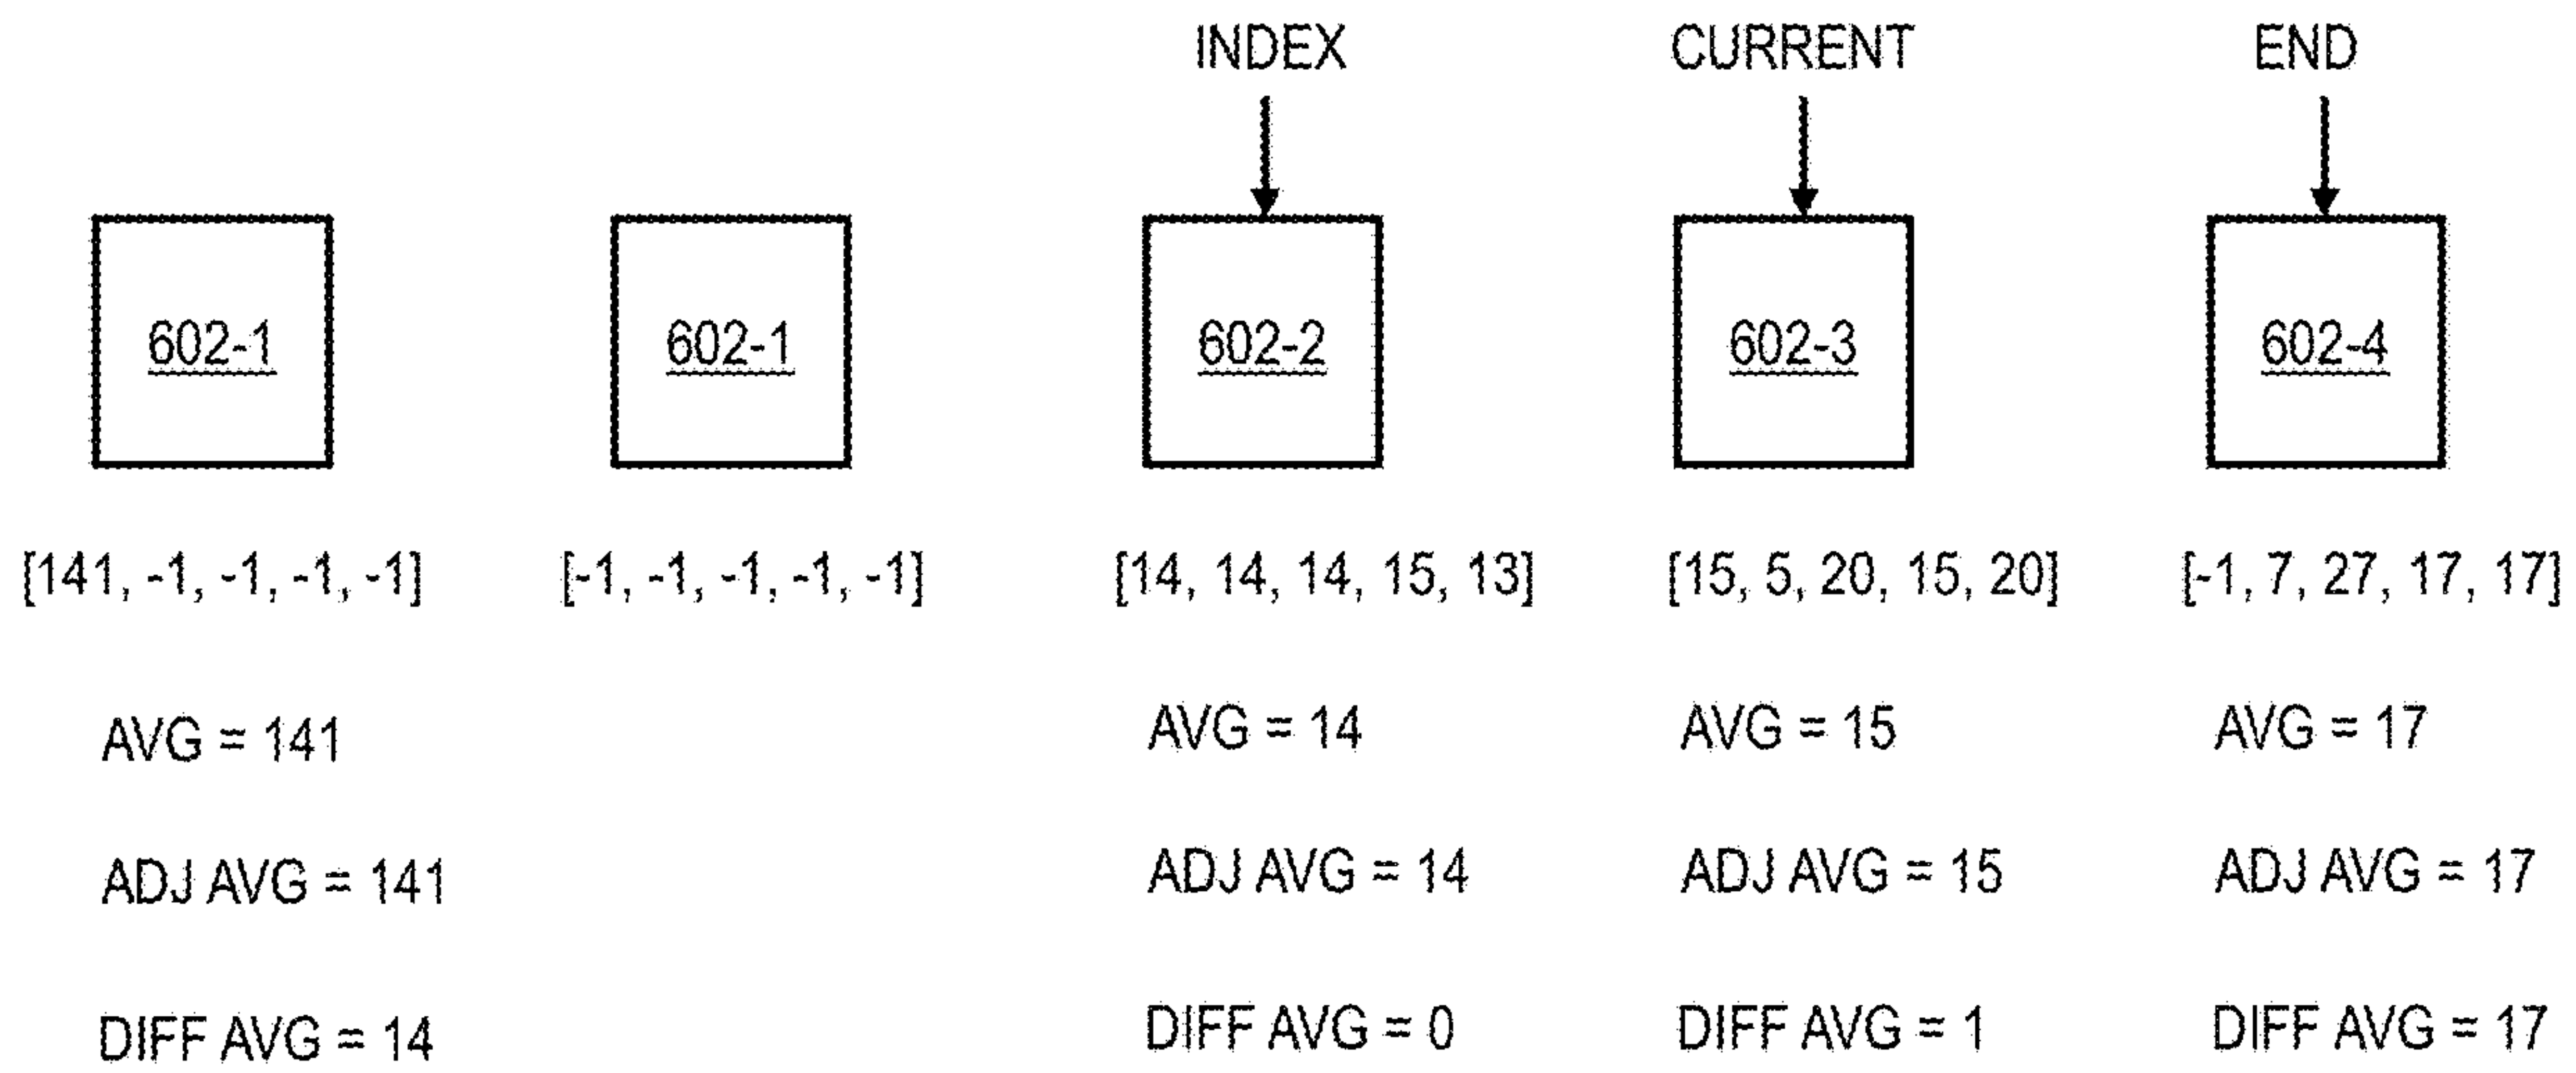 INDEX CURRENT END
602-1 602-1 602-2 602-3 602-4
[141, -1, -1, -1, -1] [-1, -1, -1, -1, -1] [14, 14, 14, 15, 13] [15, 5, 20, 15, 20] [-1, 7, 27, 17, 17]
AVG = 141 AVG = 14 AVG = 15 AVG = 17
ADJ AVG = 141 ADJ AVG = 14 ADJ AVG = 15 ADJ AVG = 17
DIFF AVG = 14 DIFF AVG = 0 DIFF AVG = 1 DIFF AVG = 17